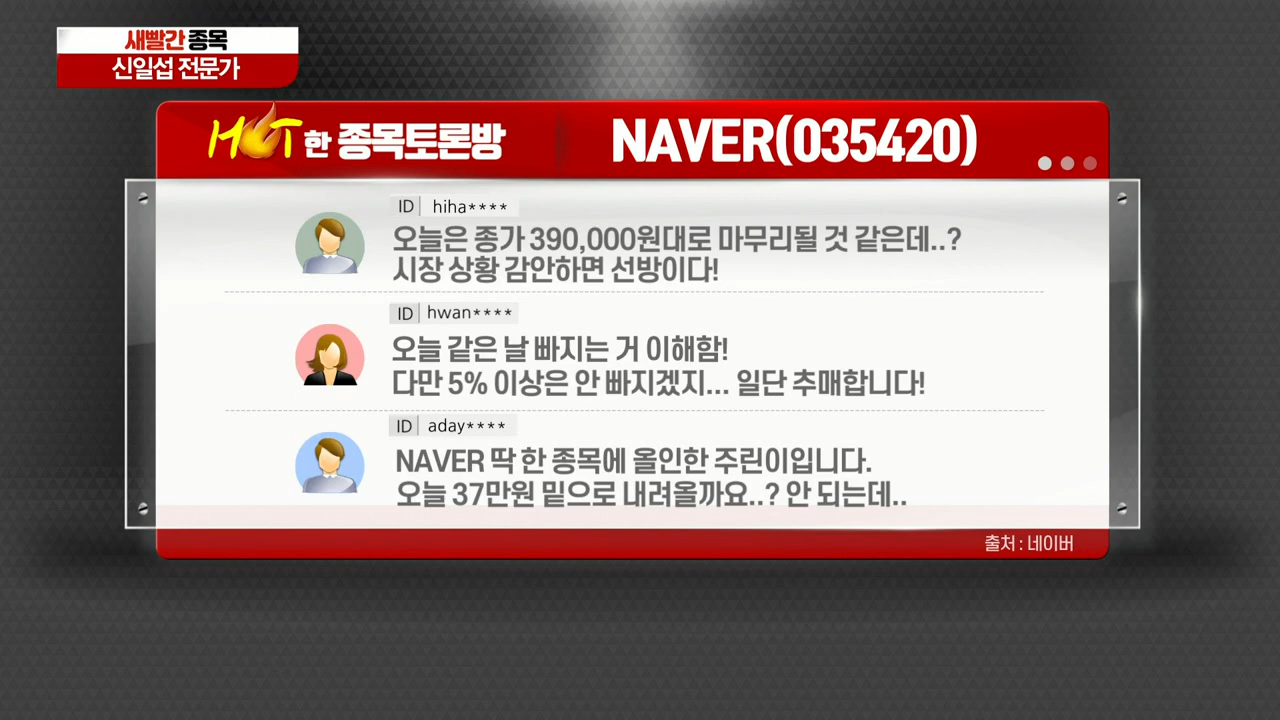 새빨간 종목
신일섭 전문가
HOT한 종목토론방
NAVER(035420)
ID hiha****
오늘은 종가 390,000원대로 마무리될 것 같은데..?
시장 상황 감안하면 선방이다!
ID hwan****
오늘 같은 날 빠지는 거 이해함!
다만 5% 이상은 안 빠지겠지... 일단 추매합니다!
ID aday****
NAVER 딱 한 종목에 올인한 주린이입니다.
오늘 37만원 밑으로 내려올까요..? 안 되는데..
출처 : 네이버